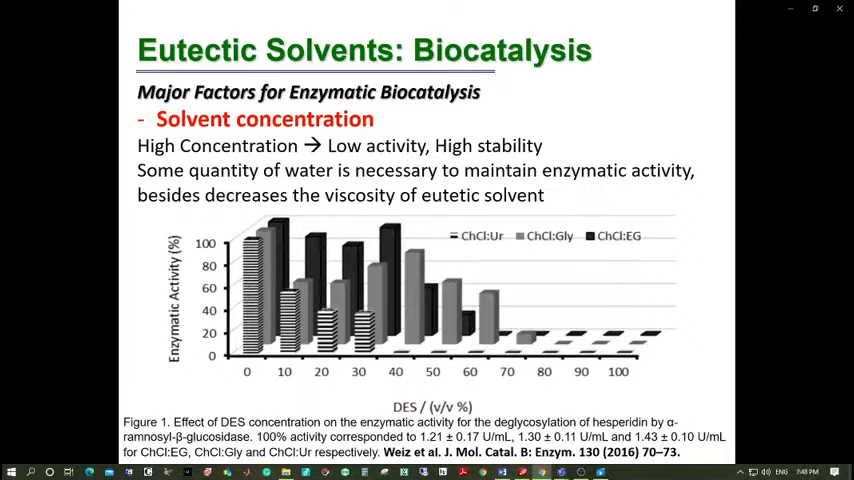 Eutectic Solvents: Biocatalysis
Major Factors for Enzymatic Biocatalysis
- Solvent concentration
High Concentration → Low activity, High stability
Some quantity of water is necessary to maintain enzymatic activity,
besides decreases the viscosity of eutetic solvent
ChCl:Ur ChCl:Gly ChCl:EG
Enzymatic Activity (%)
100
80
60
40
20
0
0 10 20 30 40 50 60 70 80 90 100
DES / (v/v %)
Figure 1. Effect of DES concentration on the enzymatic activity for the deglycosylation of hesperidin by α-
ramnosyl-β-glucosidase. 100% activity corresponded to 1.21 ± 0.17 U/mL, 1.30 ± 0.11 U/mL and 1.43 ± 0.10 U/mL
for ChCl:EG, ChCl:Gly and ChCl:Ur respectively. Weiz et al. J. Mol. Catal. B: Enzym. 130 (2016) 70–73.
7:48 PM